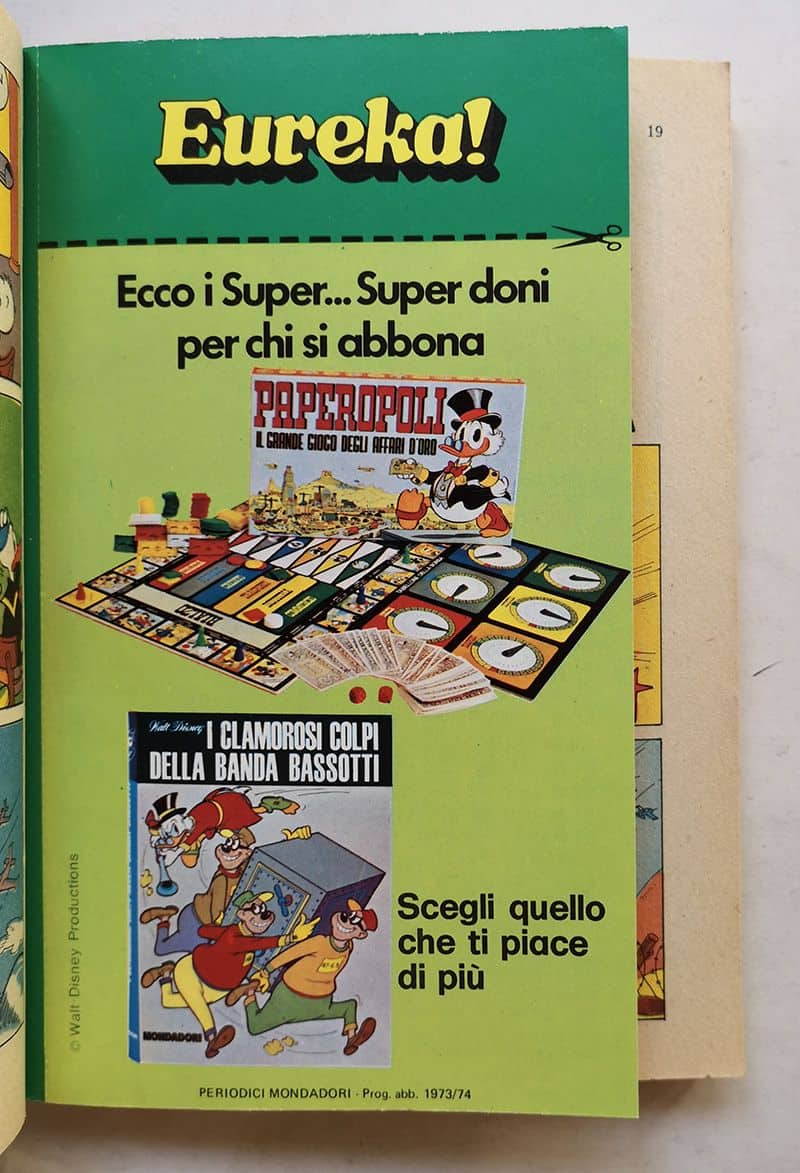 Eureka!
19
Ecco i Super... Super doni
per chi si abbona
PAPEROPOLI
IL GRANDE GIOCO DEGLI AFFARI D'ORO
Walt Disney
I CLAMOROSI COLPI
DELLA BANDA BASSOTTI
MONDADORI
Scegli quello
che ti piace
di più
© Walt Disney Productions
PERIODICI MONDADORI - Prog. abb. 1973/74